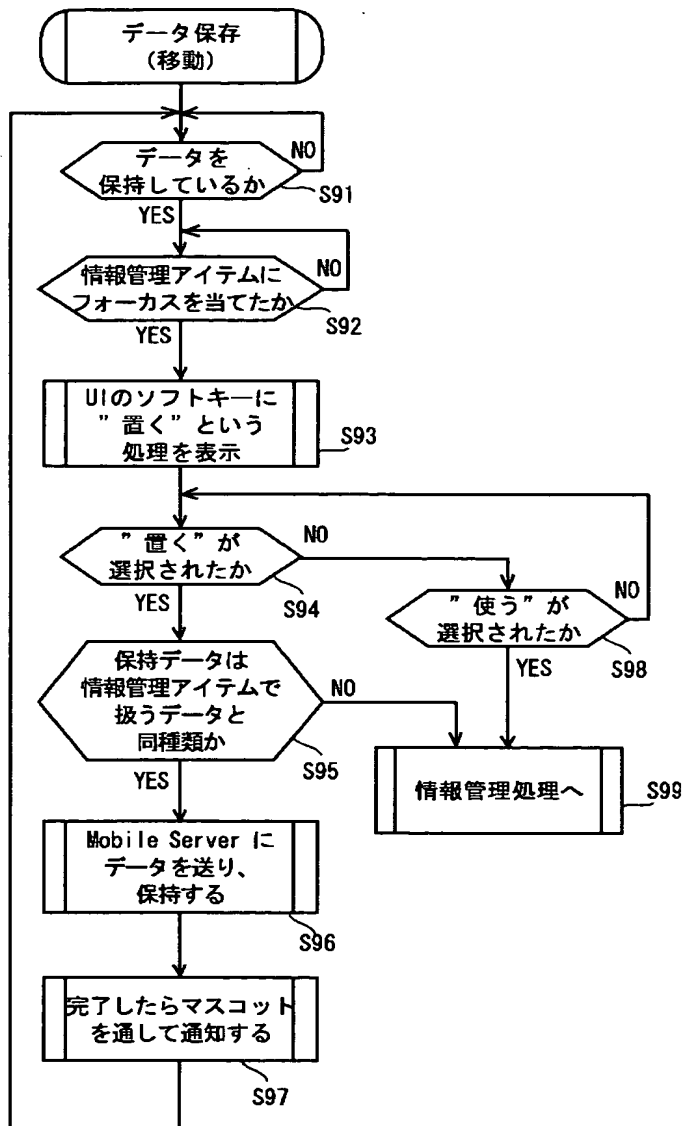 データ保存
(移動)
データを
保持しているか
NO
S91
YES
情報管理アイテムに
フォーカスを当てたか
NO
S92
YES
UIのソフトキーに
”置く”という
処理を表示
S93
”置く”が
選択されたか
NO
S94
YES
”使う”が
選択されたか
NO
S98
YES
保持データは
情報管理アイテムで
扱うデータと
同種類か
NO
S95
YES
情報管理処理へ
S99
Mobile Server に
データを送り、
保持する
S96
完了したらマスコット
を通して通知する
S97